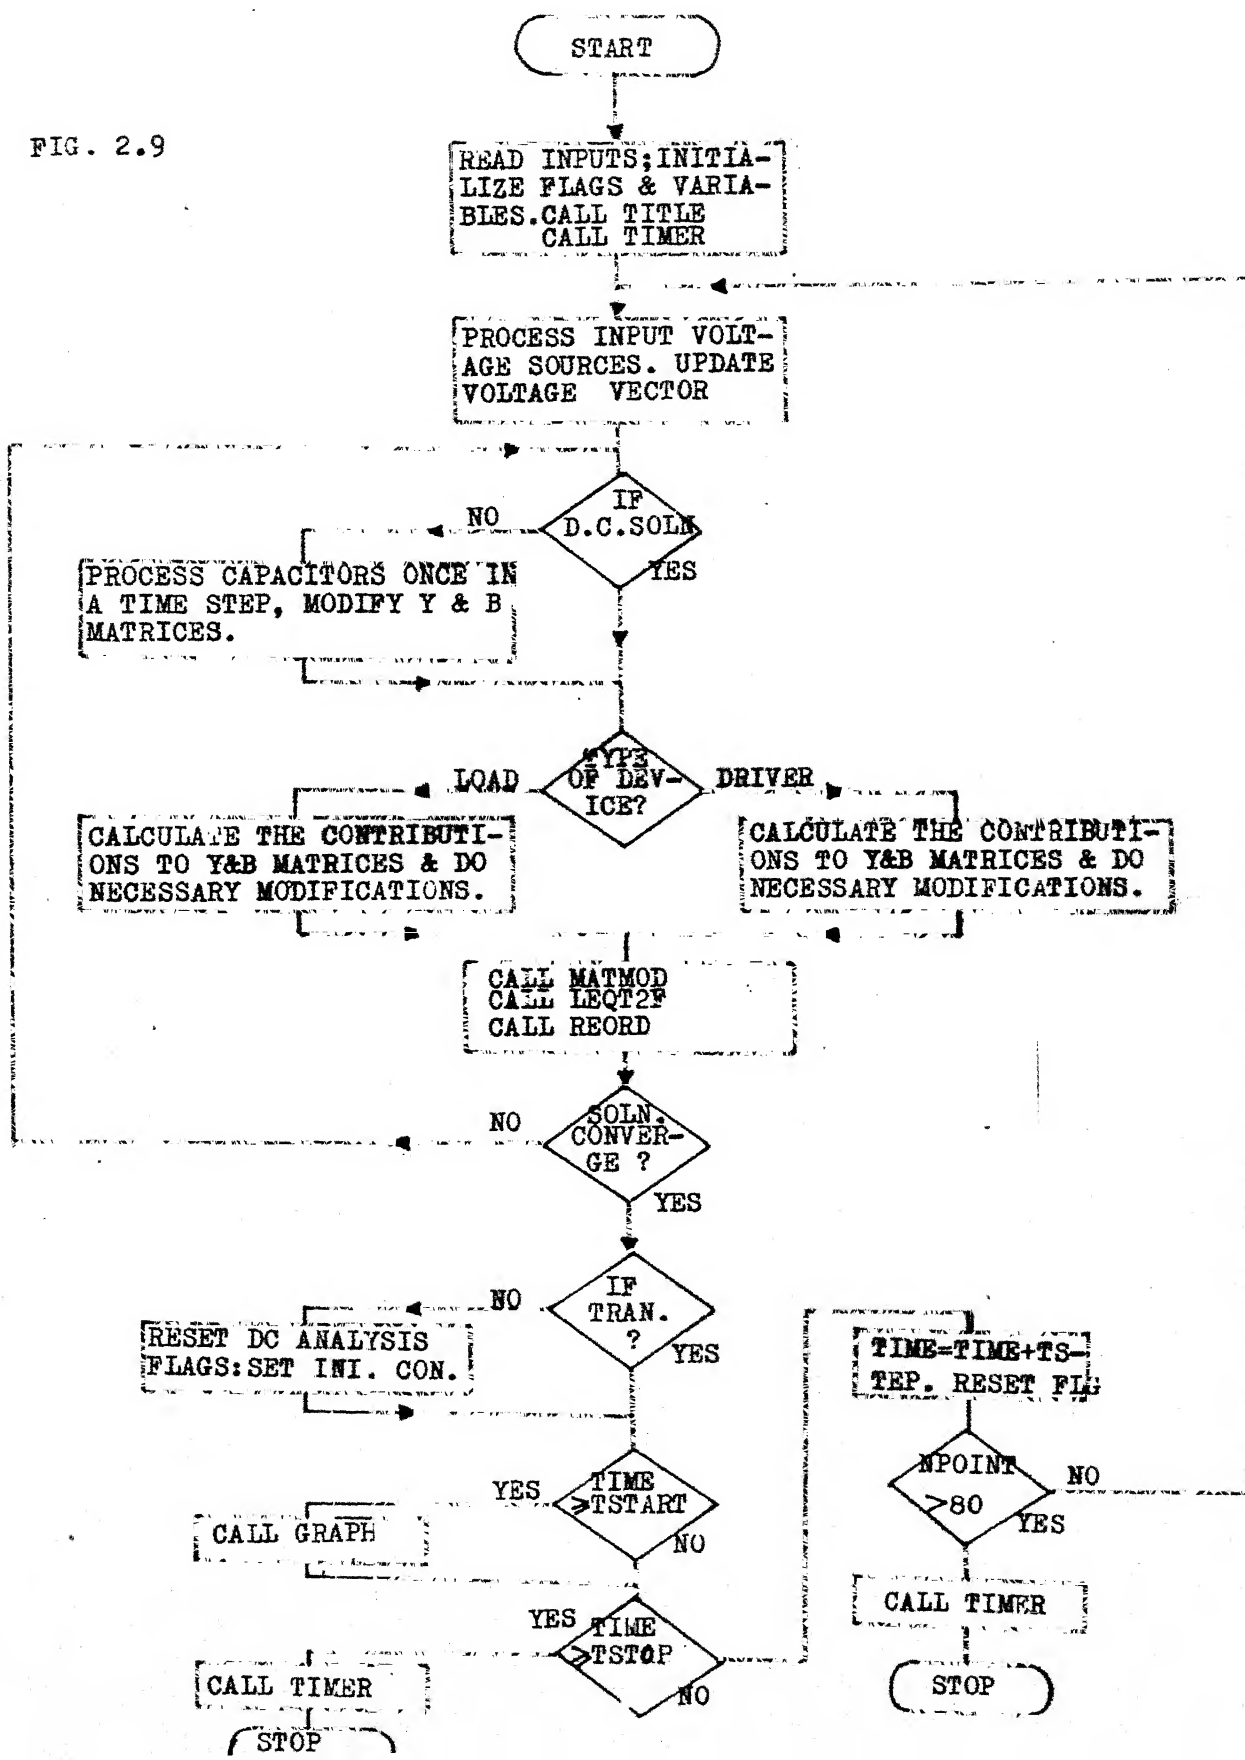 START
FIG. 2.9
READ INPUTS;INITIA-
LIZE FLAGS & VARIA-
BLES.CALL TITLE
CALL TIMER
PROCESS INPUT VOLT-
AGE SOURCES. UPDATE
VOLTAGE VECTOR
IF
D.C.SOLN
NO
YES
PROCESS CAPACITORS ONCE IN
A TIME STEP, MODIFY Y & B
MATRICES.
TYPE
OF DEV-
ICE?
LOAD
DRIVER
CALCULATE THE CONTRIBUTI-
ONS TO Y&B MATRICES & DO
NECESSARY MODIFICATIONS.
CALCULATE THE CONTRIBUTI-
ONS TO Y&B MATRICES & DO
NECESSARY MODIFICATIONS.
CALL MATMOD
CALL LEQT2F
CALL REORD
SOLN.
CONVER-
GE ?
NO
YES
IF
TRAN.
?
NO
YES
RESET DC ANALYSIS
FLAGS:SET INI. CON.
TIME
≥TSTART
YES
NO
CALL GRAPH
TIME
≥TSTOP
YES
NO
CALL TIMER
STOP
TIME=TIME+TS-
TEP. RESET FLG
NPOINT
>80
NO
YES
CALL TIMER
STOP